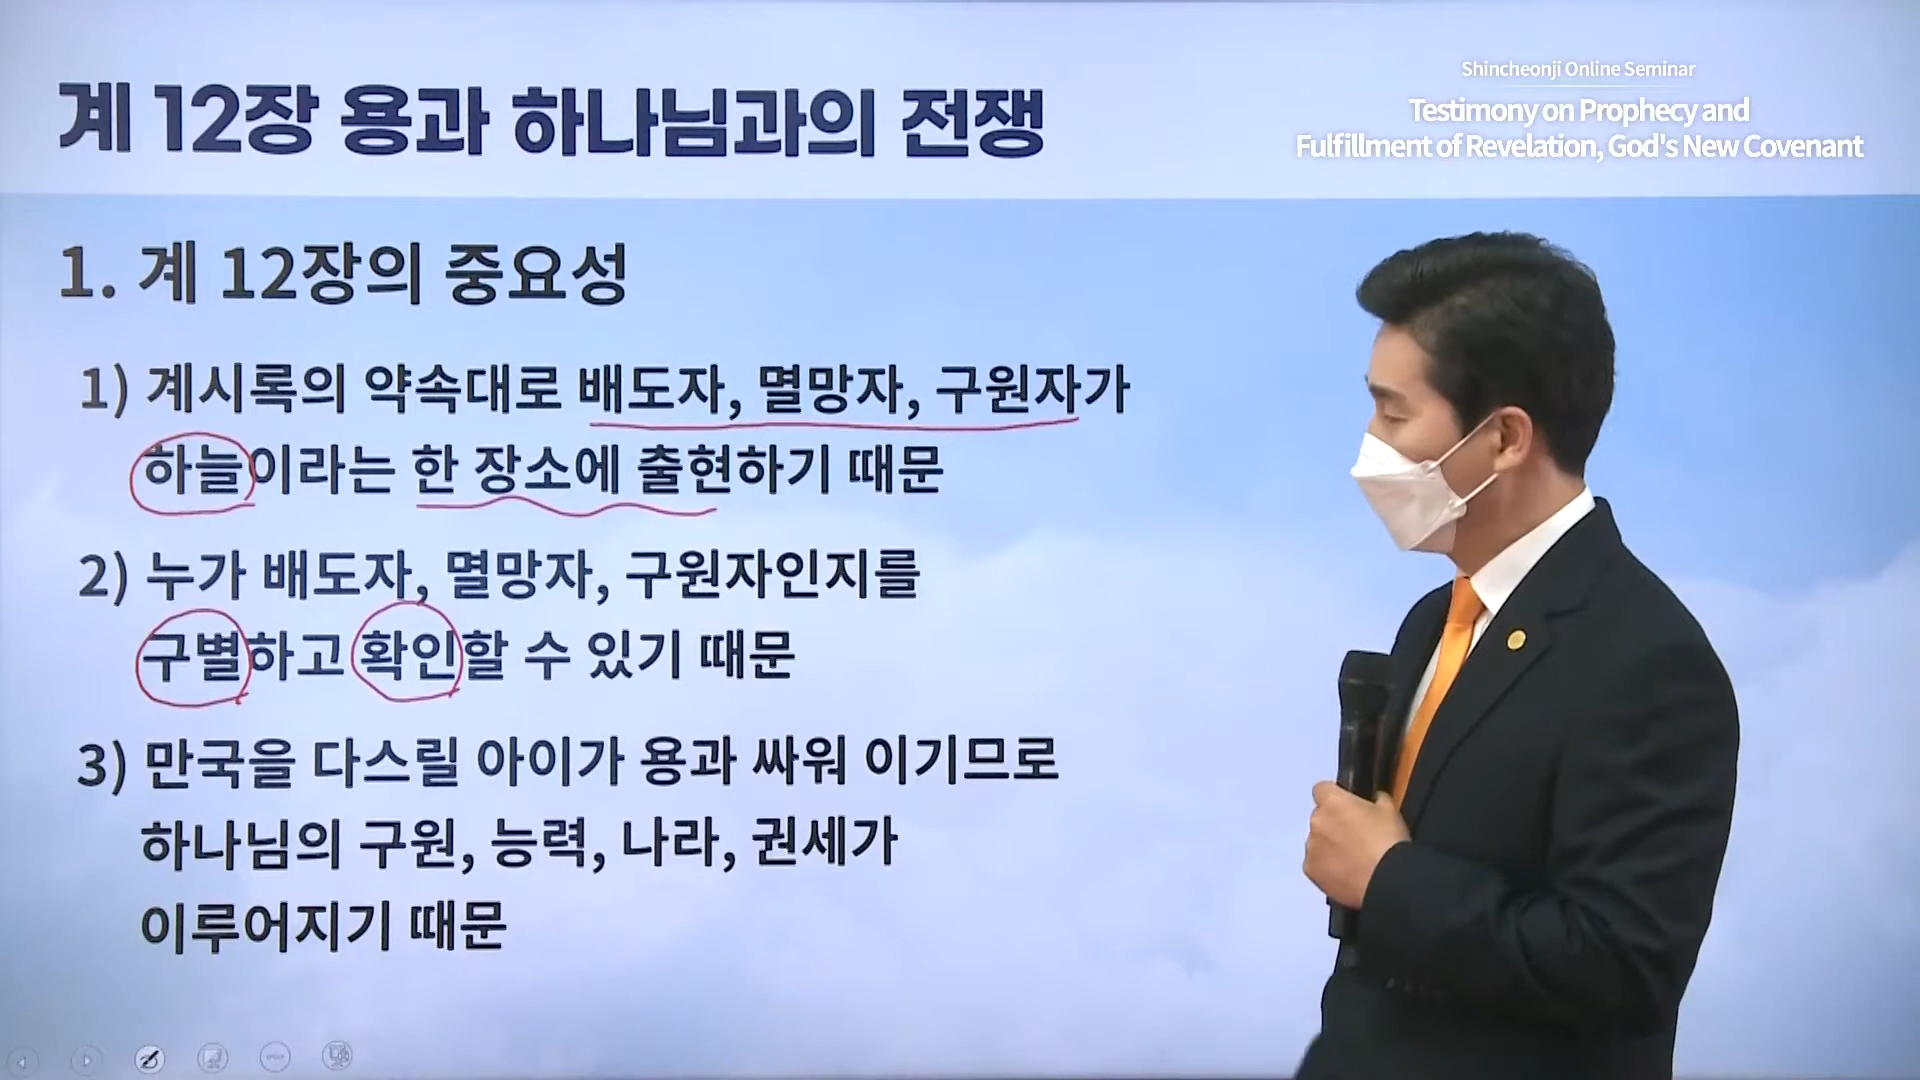 계 12장 용과 하나님과의 전쟁
Shincheonji Online Seminar
Testimony on Prophecy and
Fulfillment of Revelation, God's New Covenant
1. 계 12장의 중요성
1) 계시록의 약속대로 배도자, 멸망자, 구원자가
하늘이라는 한 장소에 출현하기 때문
2) 누가 배도자, 멸망자, 구원자인지를
구별하고 확인할 수 있기 때문
3) 만국을 다스릴 아이가 용과 싸워 이기므로
하나님의 구원, 능력, 나라, 권세가
이루어지기 때문